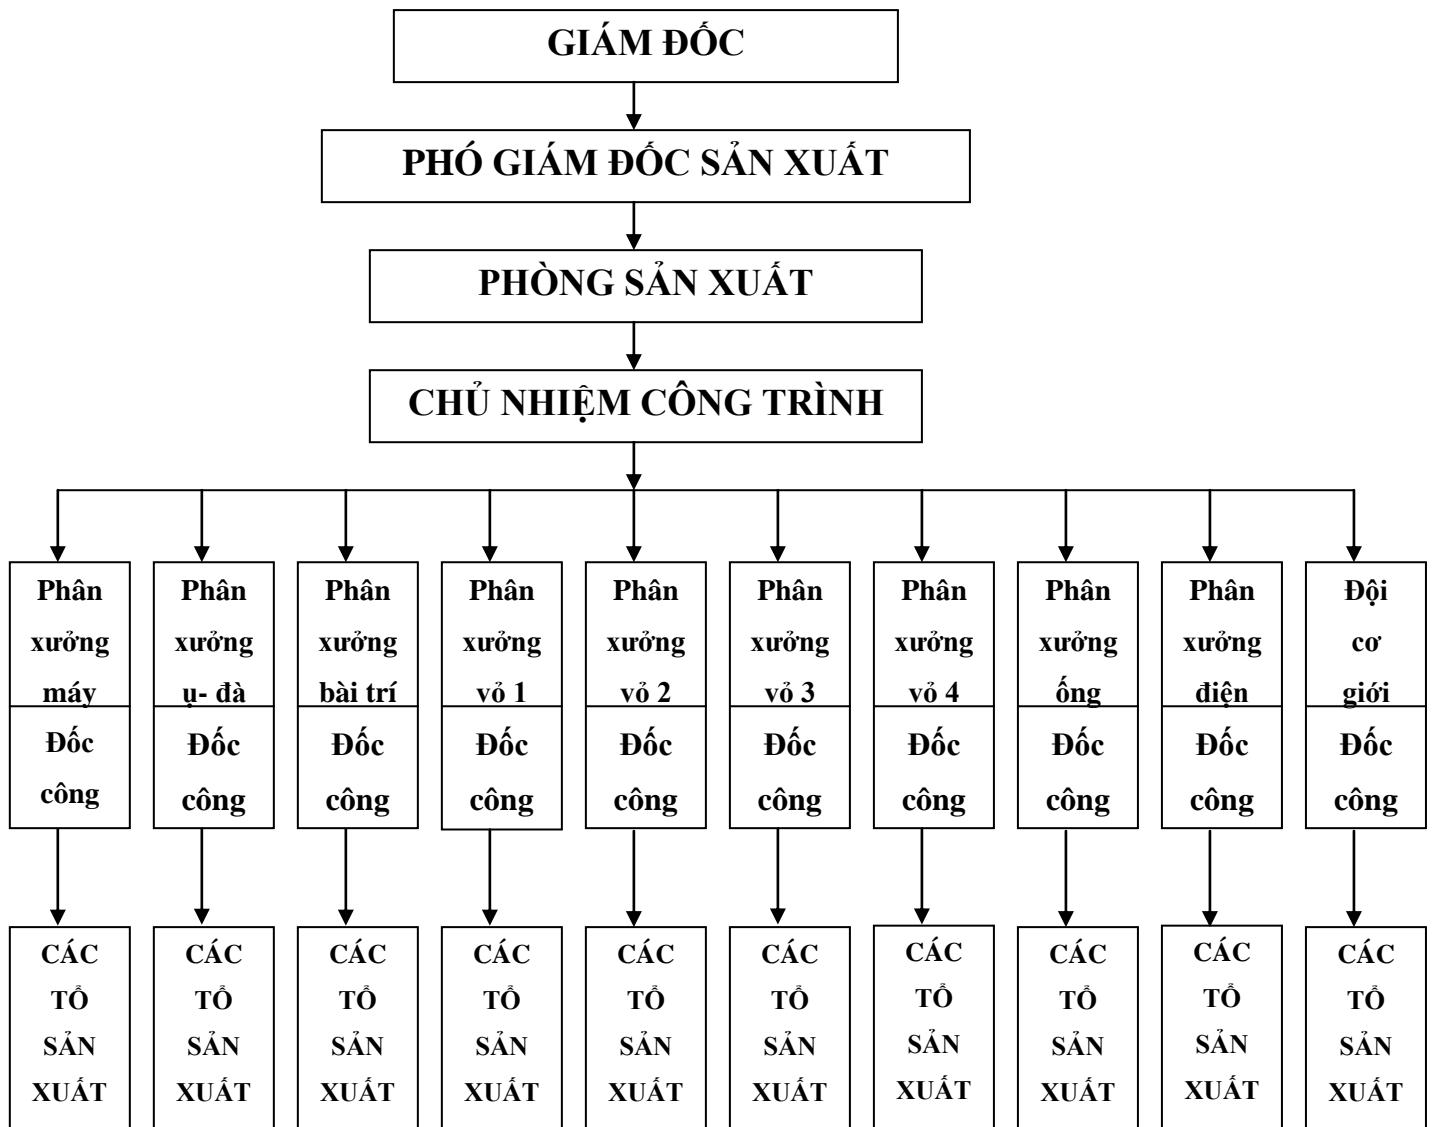 GIÁM ĐỐC
PHÓ GIÁM ĐỐC SẢN XUẤT
PHÒNG SẢN XUẤT
CHỦ NHIỆM CÔNG TRÌNH
Phân
xưởng
máy
Đốc
công
Phân
xưởng
ụ- đà
Đốc
công
Phân
xưởng
bài trí
Đốc
công
Phân
xưởng
vỏ 1
Đốc
công
Phân
xưởng
vỏ 2
Đốc
công
Phân
xưởng
vỏ 3
Đốc
công
Phân
xưởng
vỏ 4
Đốc
công
Phân
xưởng
ống
Đốc
công
Phân
xưởng
điện
Đốc
công
Đội
cơ
giới
Đốc
công
CÁC
TỔ
SẢN
XUẤT
CÁC
TỔ
SẢN
XUẤT
CÁC
TỔ
SẢN
XUẤT
CÁC
TỔ
SẢN
XUẤT
CÁC
TỔ
SẢN
XUẤT
CÁC
TỔ
SẢN
XUẤT
CÁC
TỔ
SẢN
XUẤT
CÁC
TỔ
SẢN
XUẤT
CÁC
TỔ
SẢN
XUẤT
CÁC
TỔ
SẢN
XUẤT